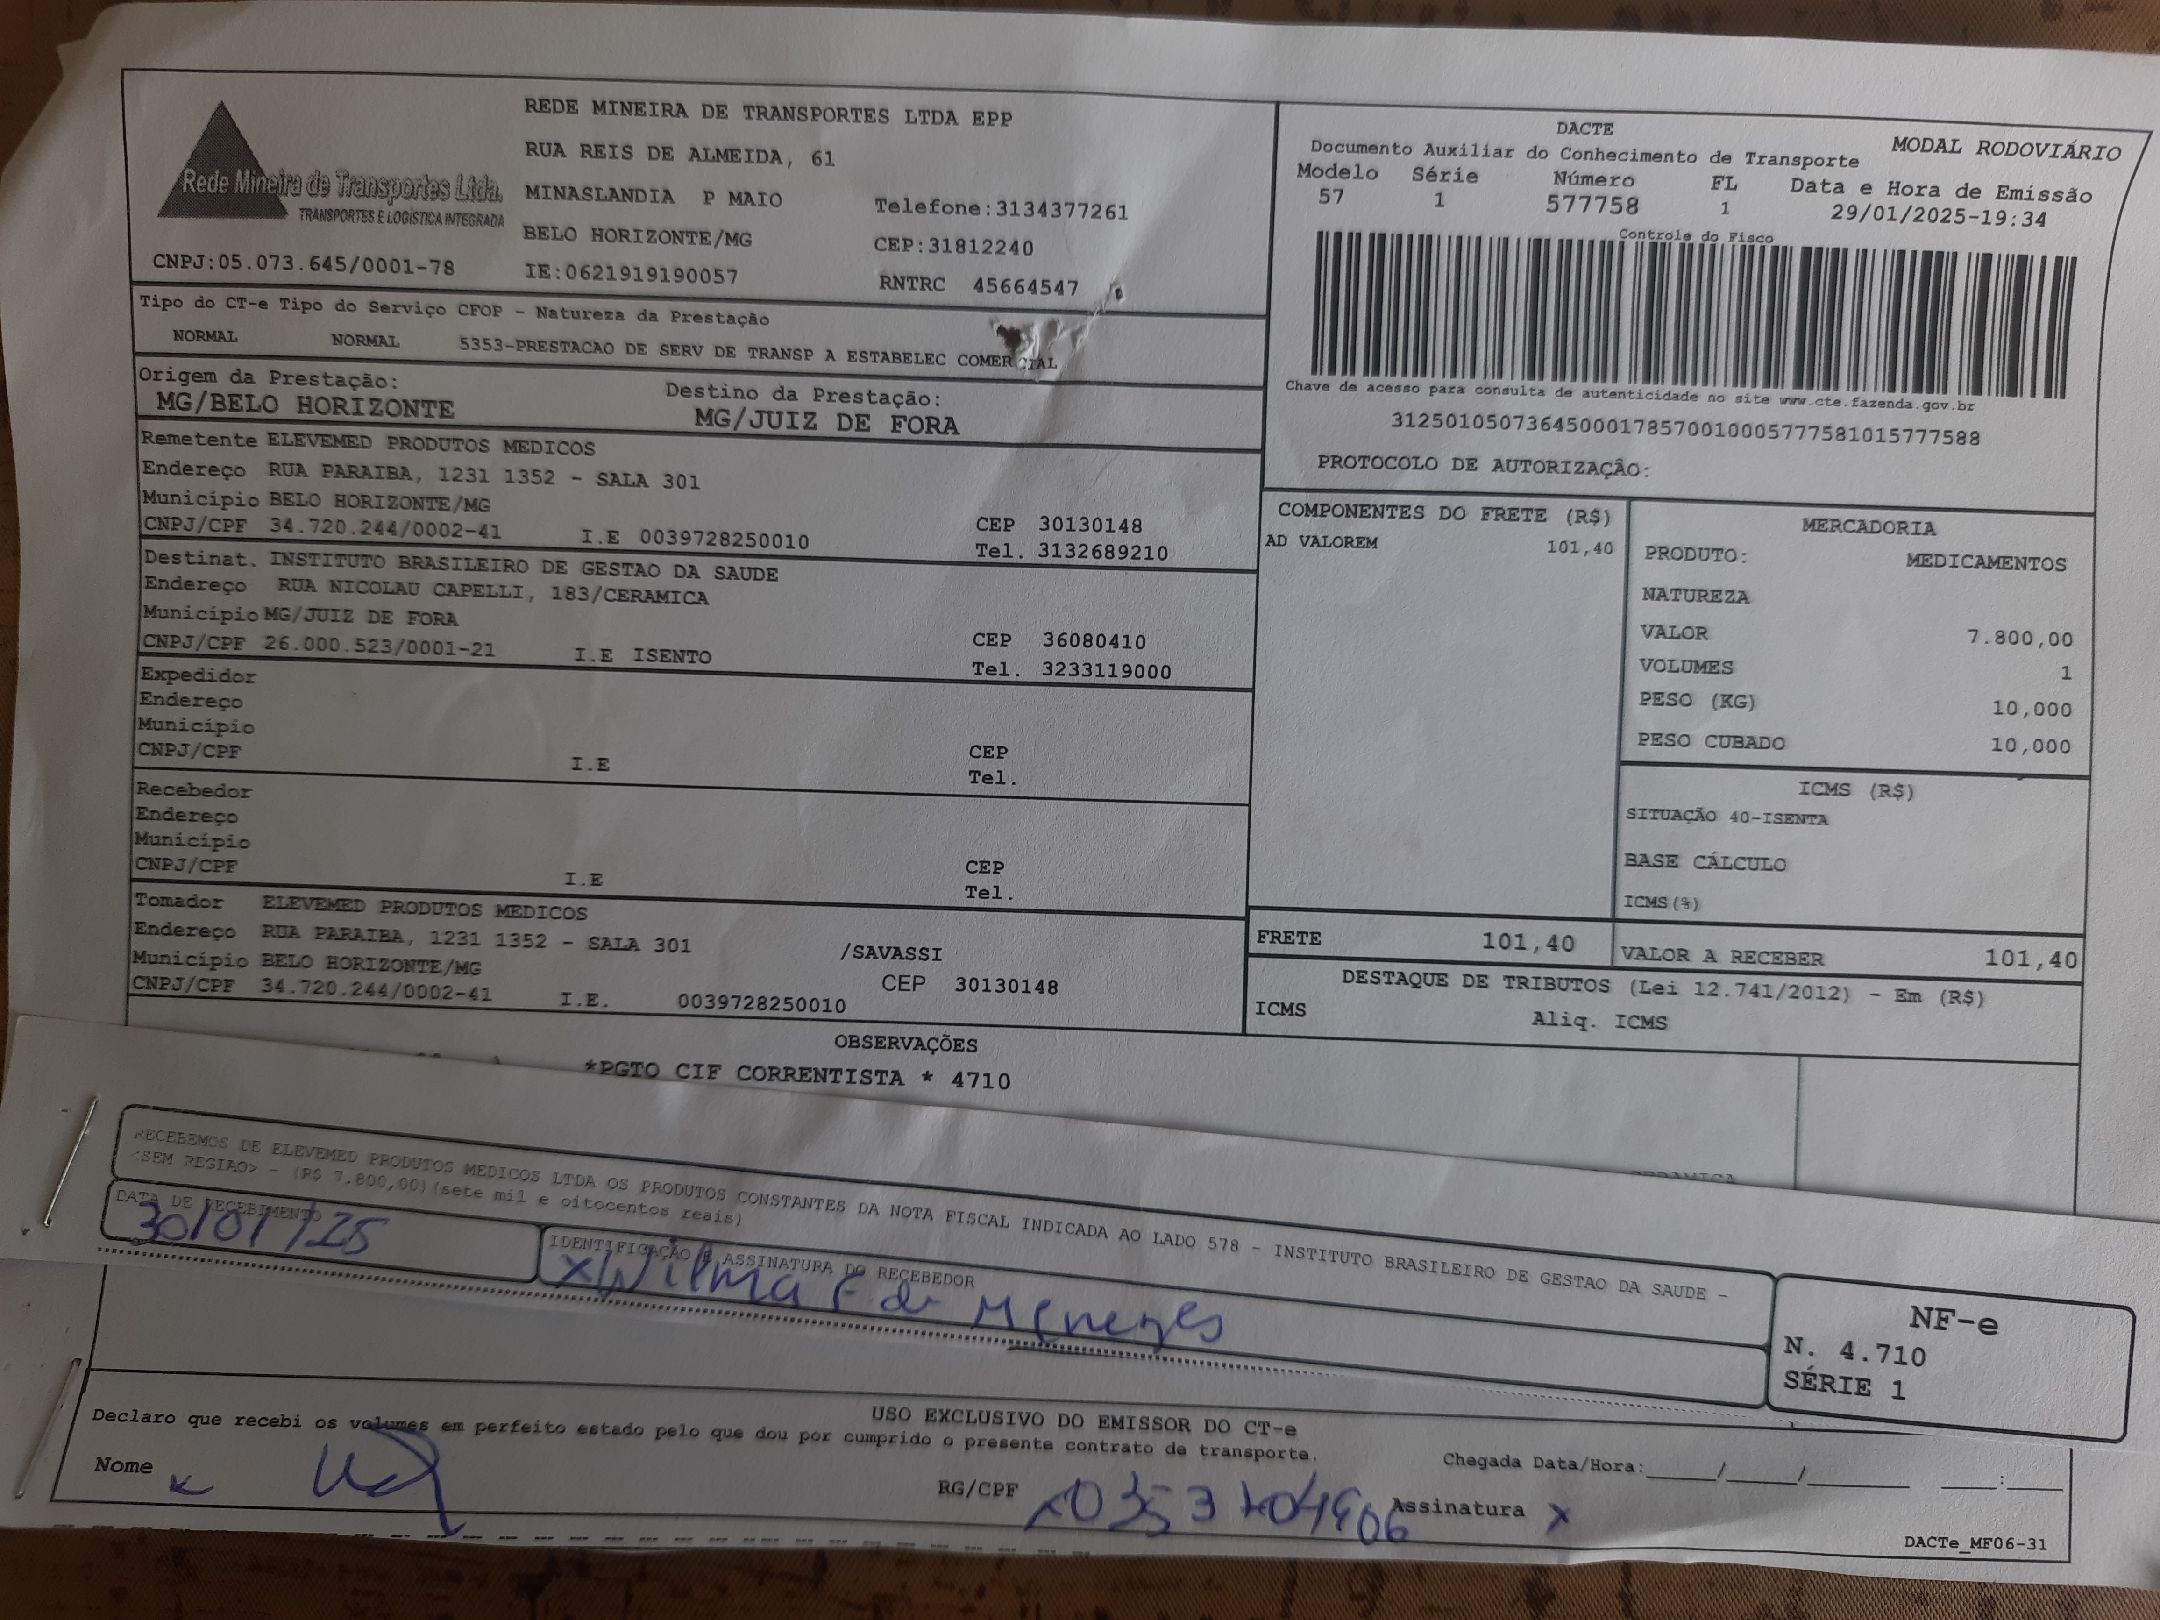 Rede Mineira de Transportes Ltda.
TRANSPORTES E LOGÍSTICA INTEGRADA
CNPJ:05.073.645/0001-78
REDE MINEIRA DE TRANSPORTES LTDA EPP
RUA REIS DE ALMEIDA, 61
MINASLANDIA P MAIO Telefone:3134377261
BELO HORIZONTE/MG CEP:31812240
IE:0621919190057 RNTRC 45664547
DACTE MODAL RODOVIÁRIO
Documento Auxiliar do Conhecimento de Transporte
Modelo Série Número FL Data e Hora de Emissão
57 1 577758 1 29/01/2025-19:34
Controle do Fisco
Chave de acesso para consulta de autenticidade no site www.cte.fazenda.gov.br
31250105073645000178570010005777581015777588
PROTOCOLO DE AUTORIZAÇÃO:
Tipo do CT-e Tipo do Serviço CFOP - Natureza da Prestação
NORMAL NORMAL 5353-PRESTACAO DE SERV DE TRANSP A ESTABELEC COMERCIAL
Origem da Prestação: Destino da Prestação:
MG/BELO HORIZONTE MG/JUIZ DE FORA
Remetente ELEVEMED PRODUTOS MEDICOS
Endereço RUA PARAIBA, 1231 1352 - SALA 301
Município BELO HORIZONTE/MG CEP 30130148
CNPJ/CPF 34.720.244/0002-41 I.E 0039728250010 Tel. 3132689210
Destinat. INSTITUTO BRASILEIRO DE GESTAO DA SAUDE
Endereço RUA NICOLAU CAPELLI, 183/CERAMICA
Município MG/JUIZ DE FORA CEP 36080410
CNPJ/CPF 26.000.523/0001-21 I.E ISENTO Tel. 3233119000
Expedidor
Endereço
Município CEP
CNPJ/CPF I.E Tel.
Recebedor
Endereço
Município CEP
CNPJ/CPF I.E Tel.
Tomador ELEVEMED PRODUTOS MEDICOS
Endereço RUA PARAIBA, 1231 1352 - SALA 301 /SAVASSI
Município BELO HORIZONTE/MG CEP 30130148
CNPJ/CPF 34.720.244/0002-41 I.E. 0039728250010
COMPONENTES DO FRETE (R$)
AD VALOREM 101,40
MERCADORIA
PRODUTO: MEDICAMENTOS
NATUREZA
VALOR 7.800,00
VOLUMES 1
PESO (KG) 10,000
PESO CUBADO 10,000
ICMS (R$)
SITUAÇÃO 40-ISENTA
BASE CÁLCULO
ICMS(%)
FRETE 101,40 VALOR A RECEBER 101,40
DESTAQUE DE TRIBUTOS (Lei 12.741/2012) - Em (R$)
ICMS Aliq. ICMS
OBSERVAÇÕES
*PGTO CIF CORRENTISTA * 4710
RECEBEMOS DE ELEVEMED PRODUTOS MEDICOS LTDA OS PRODUTOS CONSTANTES DA NOTA FISCAL INDICADA AO LADO 578 - INSTITUTO BRASILEIRO DE GESTAO DA SAUDE -
<SEM REGIAO> - (R$ 7.800,00)(sete mil e oitocentos reais)
DATA DE RECEBIMENTO
30/01/25
IDENTIFICAÇÃO E ASSINATURA DO RECEBEDOR
x Wilma F de Menezes
NF-e
N. 4.710
SÉRIE 1
USO EXCLUSIVO DO EMISSOR DO CT-e
Declaro que recebi os volumes em perfeito estado pelo que dou por cumprido o presente contrato de transporte.
Chegada Data/Hora:_____/_____/________ ____:____
Nome x RG/CPF x Assinatura x
DACTe_MF06-31